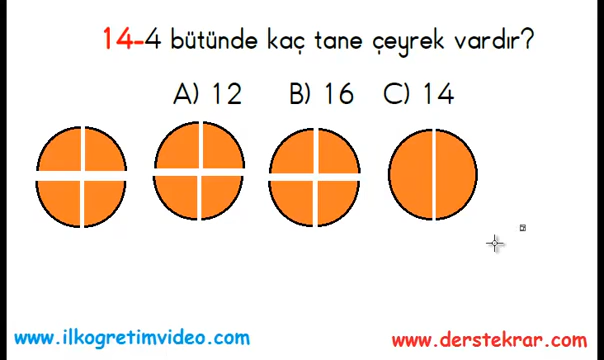 14-4 bütünde kaç tane çeyrek vardır?
A) 12 B) 16 C) 14
www.ilkogretimvideo.com
www.derstekrar.com